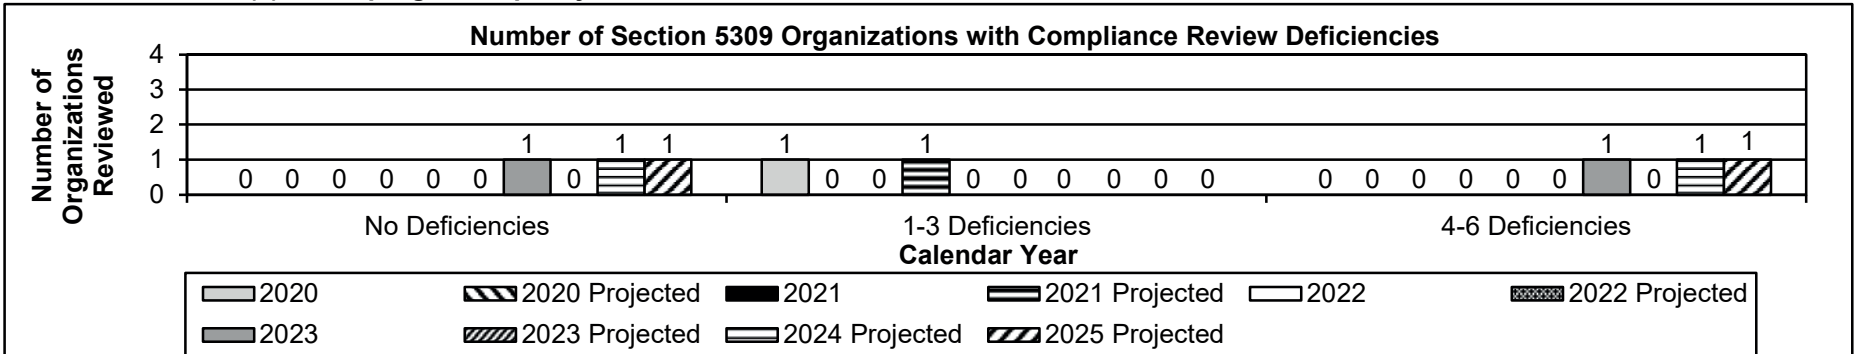 Number of Section 5309 Organizations with Compliance Review Deficiencies
Number of
Organizations
Reviewed
4
3
2
1
0
0 0 0 0 0 0 1 0 1 1
1 0 0 1 0 0 0 0 0 0
0 0 0 0 0 0 1 0 1 1
No Deficiencies
1-3 Deficiencies
4-6 Deficiencies
Calendar Year
2020 2020 Projected 2021 2021 Projected 2022 2022 Projected
2023 2023 Projected 2024 Projected 2025 Projected